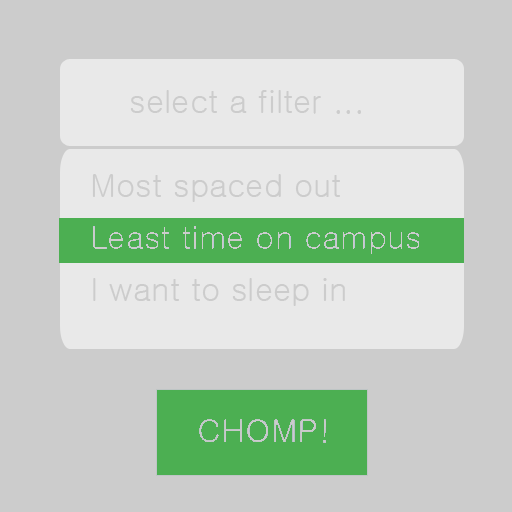 select a filter ...
Most spaced out
Least time on campus
I want to sleep in
CHOMP!